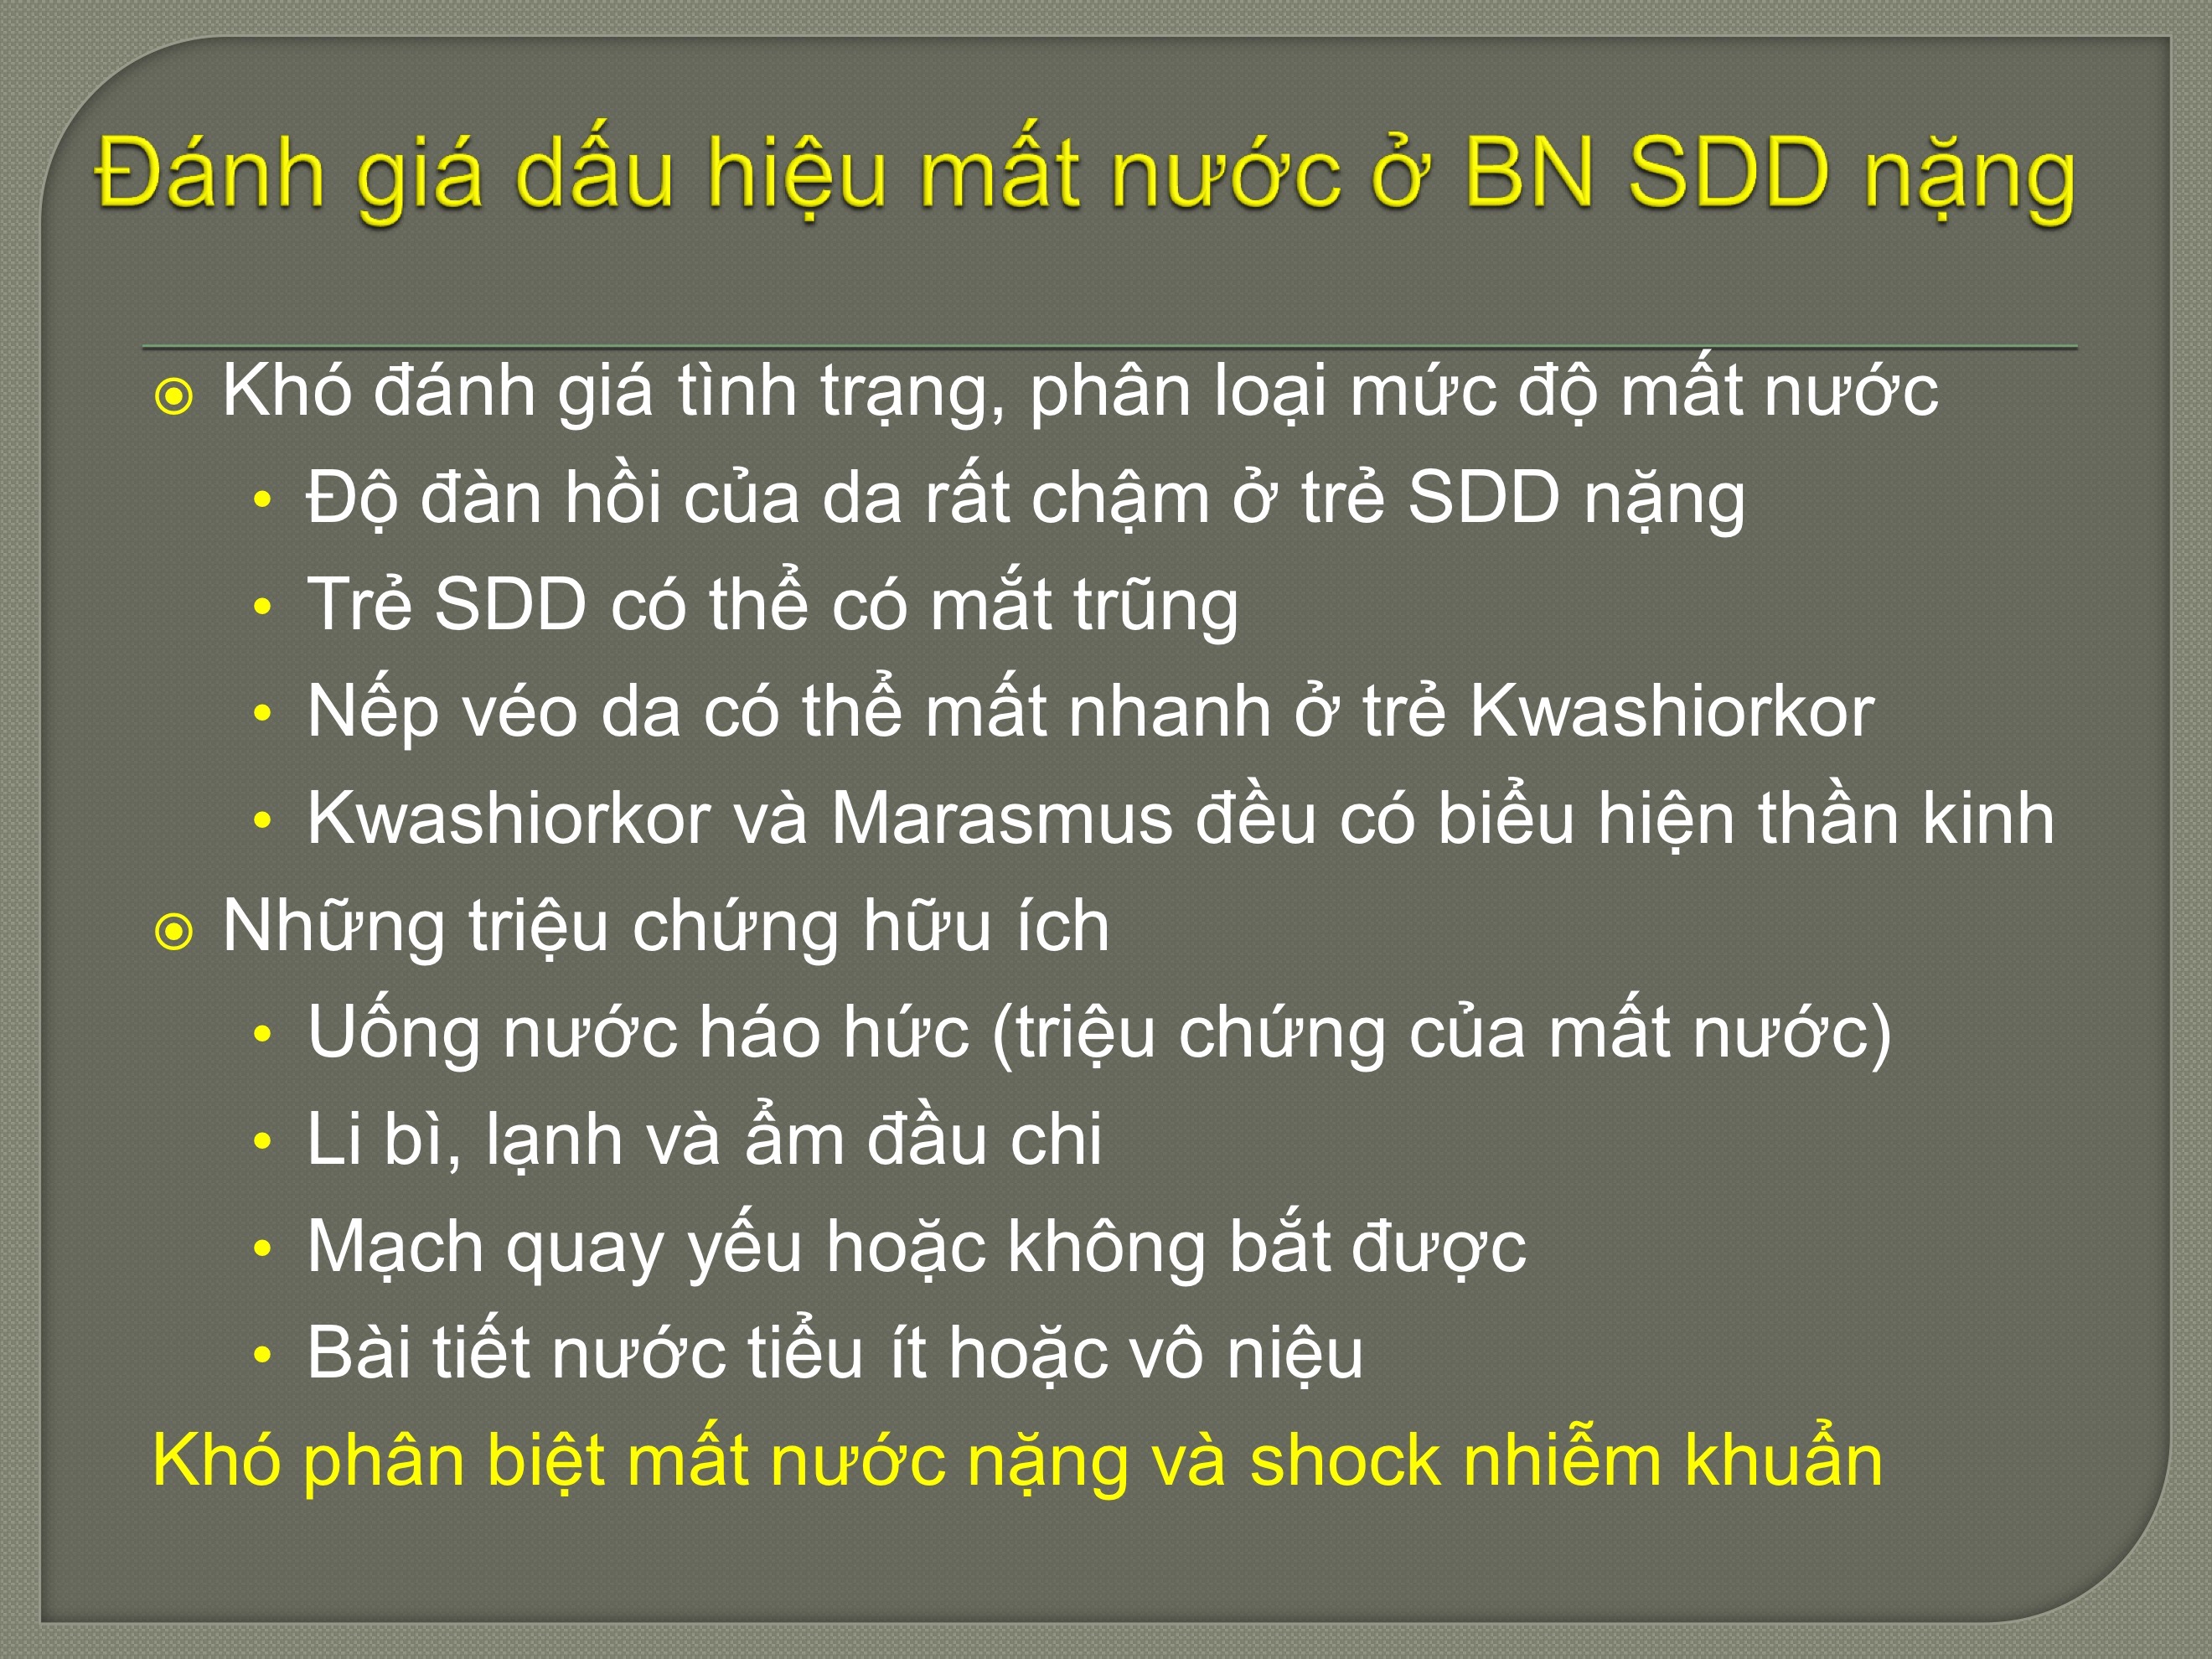 Đánh giá dấu hiệu mất nước ở BN SDD nặng
Khó đánh giá tình trạng, phân loại mức độ mất nước
• Độ đàn hồi của da rất chậm ở trẻ SDD nặng
• Trẻ SDD có thể có mắt trũng
• Nếp véo da có thể mất nhanh ở trẻ Kwashiorkor
• Kwashiorkor và Marasmus đều có biểu hiện thần kinh
Những triệu chứng hữu ích
• Uống nước háo hức (triệu chứng của mất nước)
• Li bì, lạnh và ẩm đầu chi
• Mạch quay yếu hoặc không bắt được
• Bài tiết nước tiểu ít hoặc vô niệu
Khó phân biệt mất nước nặng và shock nhiễm khuẩn